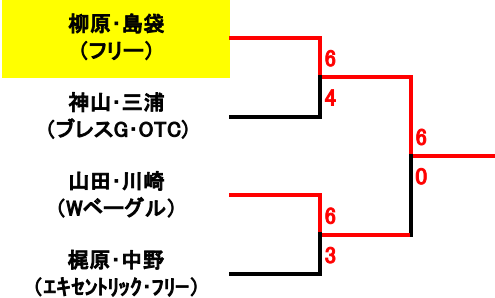 柳原・島袋
(フリー)
6
神山・三浦
4
(ブレスG・OTC)
6
山田・川崎
0
(Wベーグル)
6
梶原・中野
3
(エキセントリック・フリー)